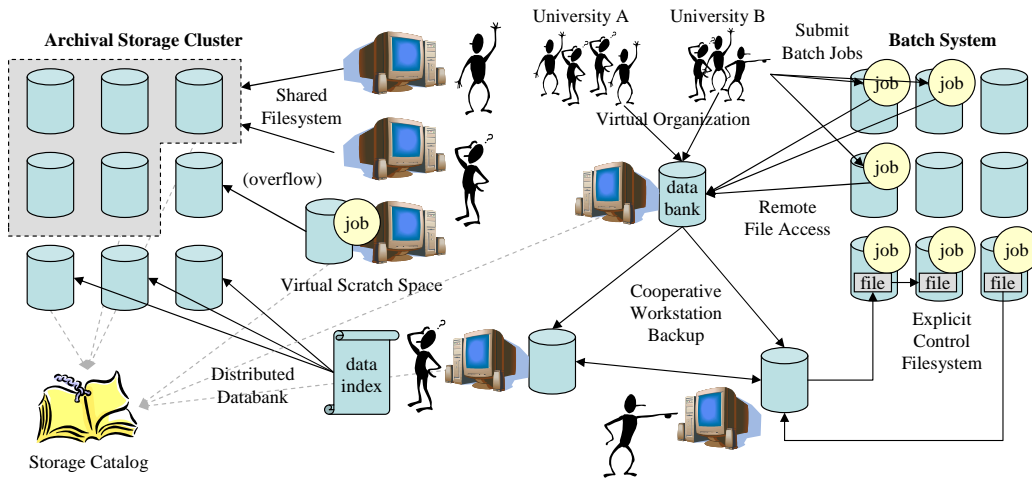 University A
University B
Archival Storage Cluster
Submit
Batch Jobs
Batch System
job
job
Shared
Filesystem
Virtual Organization
(overflow)
job
data
bank
job
Remote
File Access
Virtual Scratch Space
job
job
job
file
file
file
Cooperative
Workstation
Backup
Explicit
Control
Filesystem
data
index
Distributed
Databank
Storage Catalog